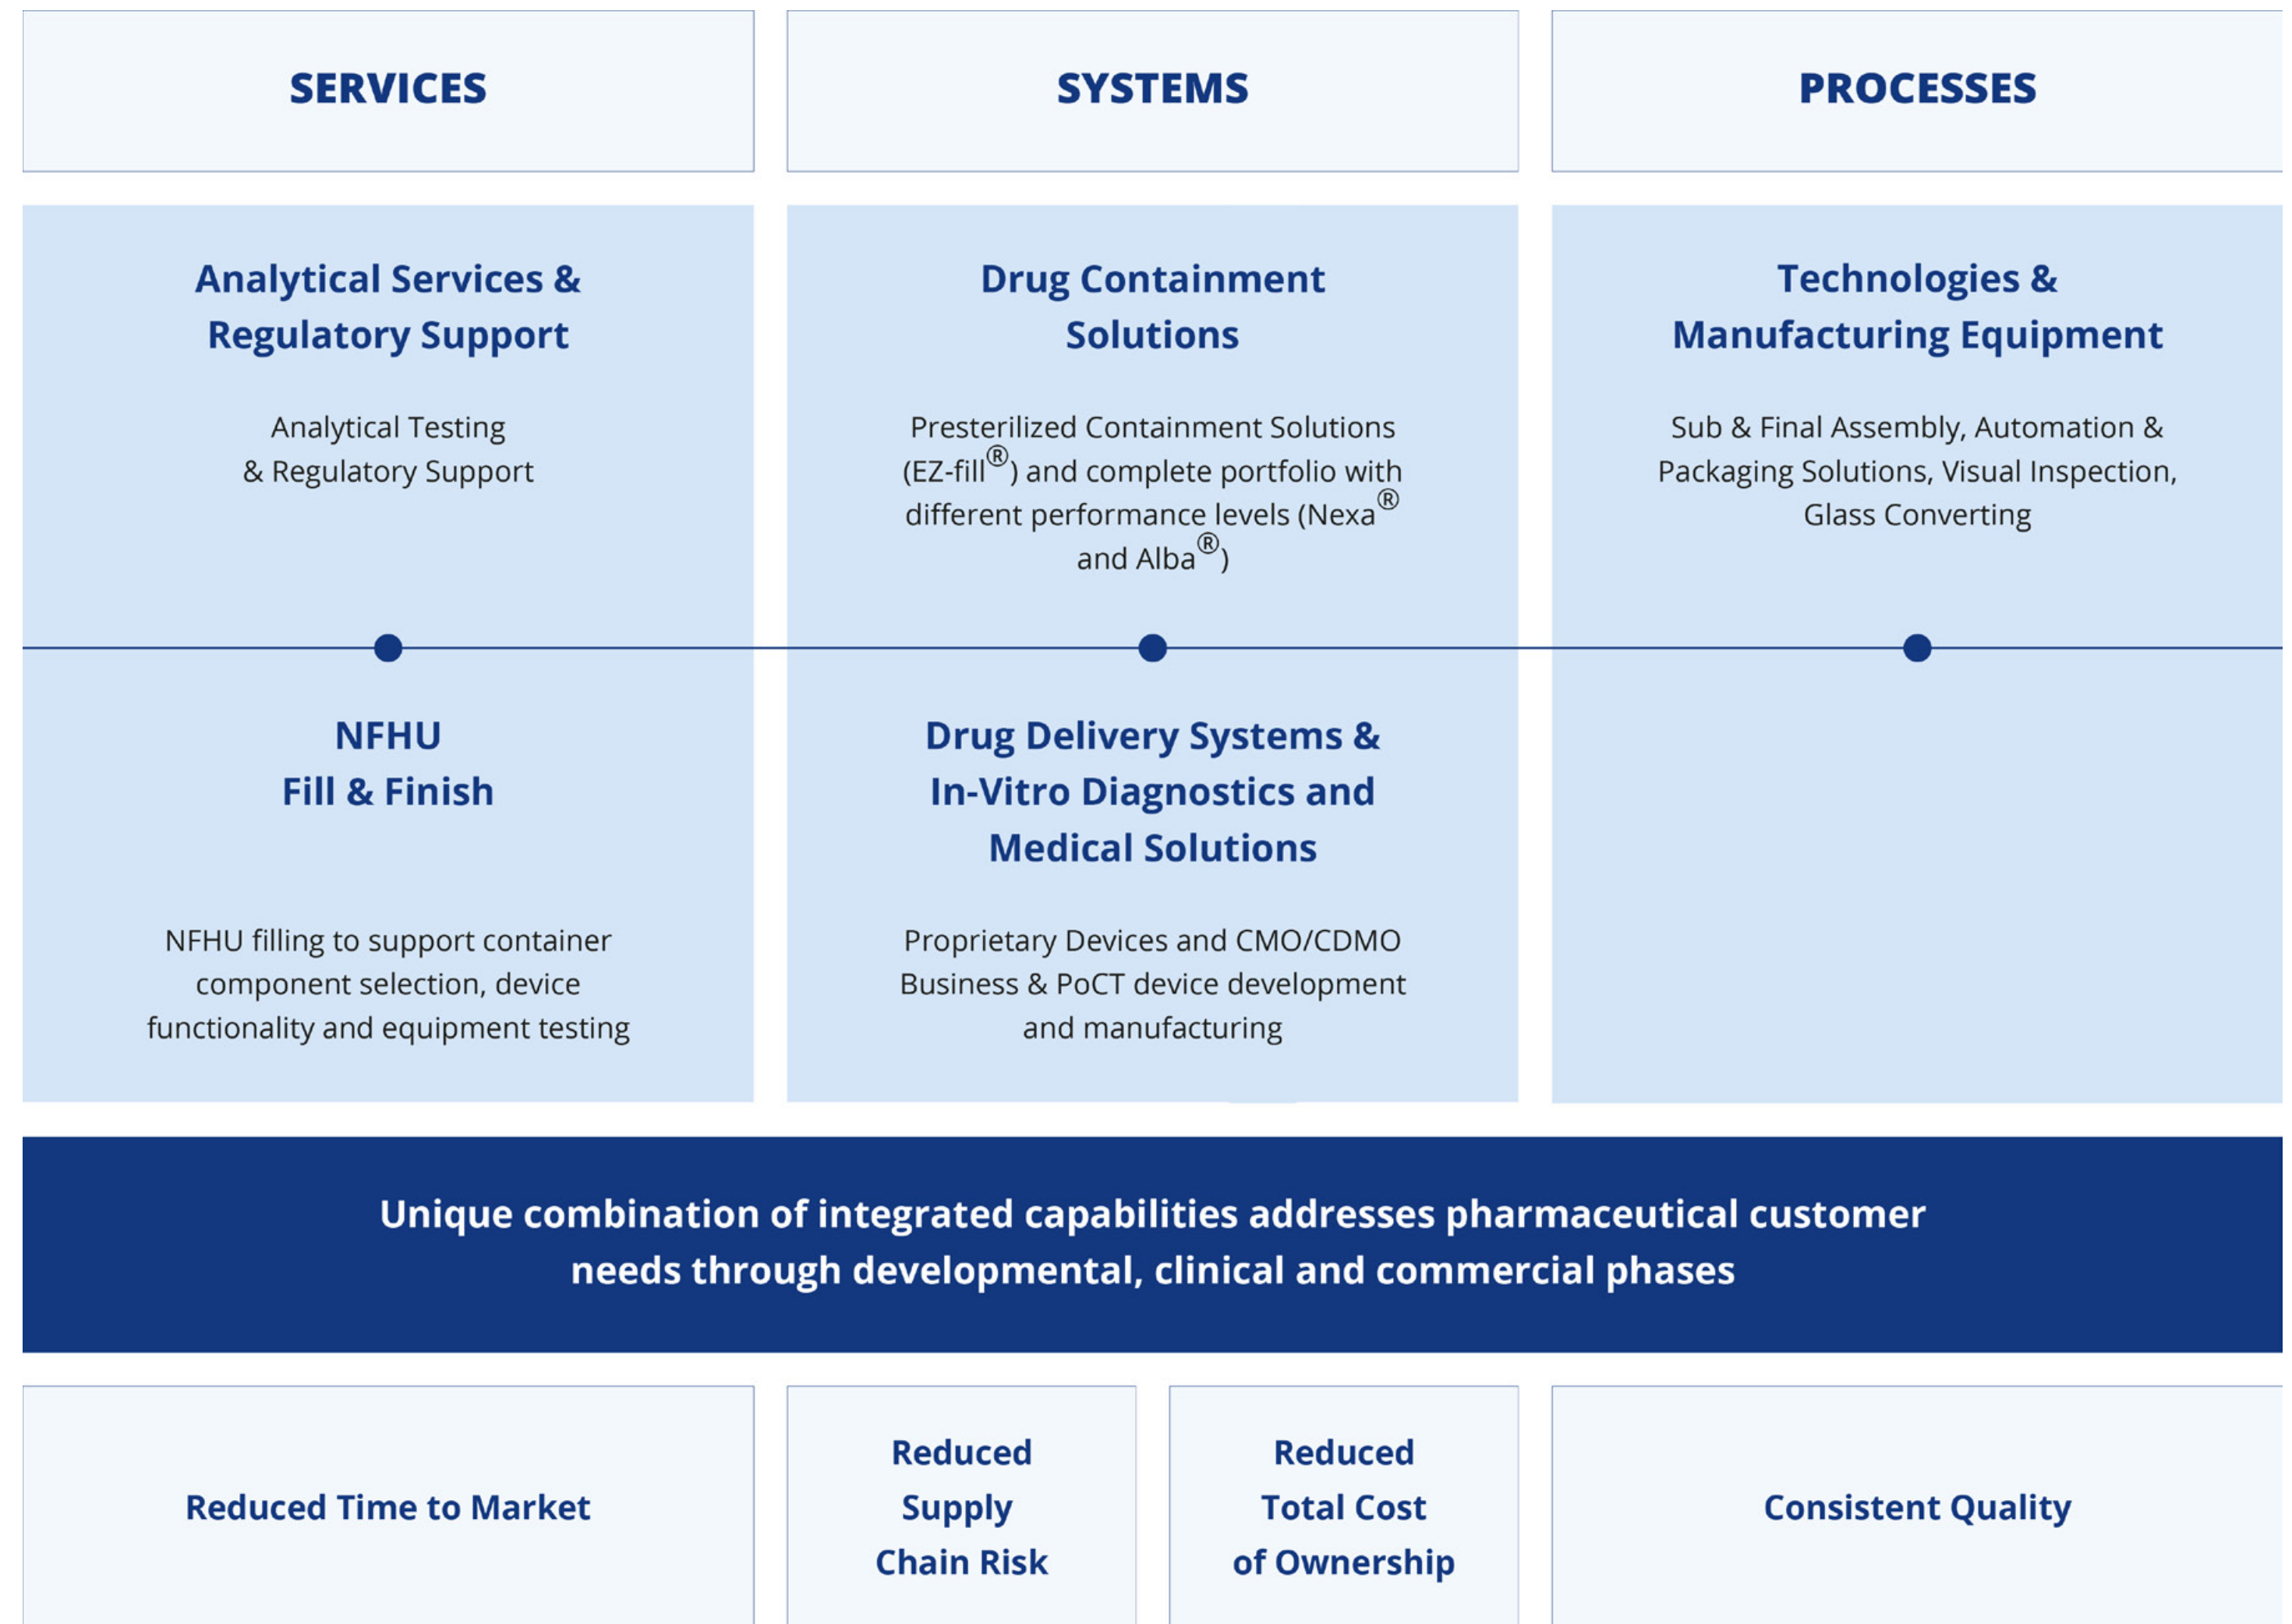 SERVICES
SYSTEMS
PROCESSES
Analytical Services &
Regulatory Support
Analytical Testing
& Regulatory Support
Drug Containment
Solutions
Presterilized Containment Solutions
(EZ-fill®) and complete portfolio with
different performance levels (Nexa®
and Alba®)
Technologies &
Manufacturing Equipment
Sub & Final Assembly, Automation &
Packaging Solutions, Visual Inspection,
Glass Converting
NFHU
Fill & Finish
NFHU filling to support container
component selection, device
functionality and equipment testing
Drug Delivery Systems &
In-Vitro Diagnostics and
Medical Solutions
Proprietary Devices and CMO/CDMO
Business & PoCT device development
and manufacturing
Unique combination of integrated capabilities addresses pharmaceutical customer
needs through developmental, clinical and commercial phases
Reduced Time to Market
Reduced
Supply
Chain Risk
Reduced
Total Cost
of Ownership
Consistent Quality